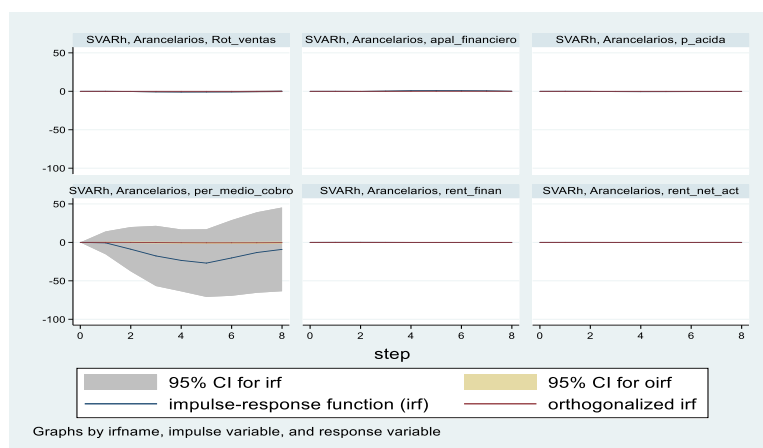 SVARh, Arancelarios, Rot_ventas
SVARh, Arancelarios, apal_financiero
SVARh, Arancelarios, p_acida
50
0
-50
-100
SVARh, Arancelarios, per_medio_cobro
SVARh, Arancelarios, rent_finan
SVARh, Arancelarios, rent_net_act
50
0
-50
-100
0 2 4 6 8
0 2 4 6 8
0 2 4 6 8
step
95% CI for irf
95% CI for oirf
impulse-response function (irf)
orthogonalized irf
Graphs by irfname, impulse variable, and response variable